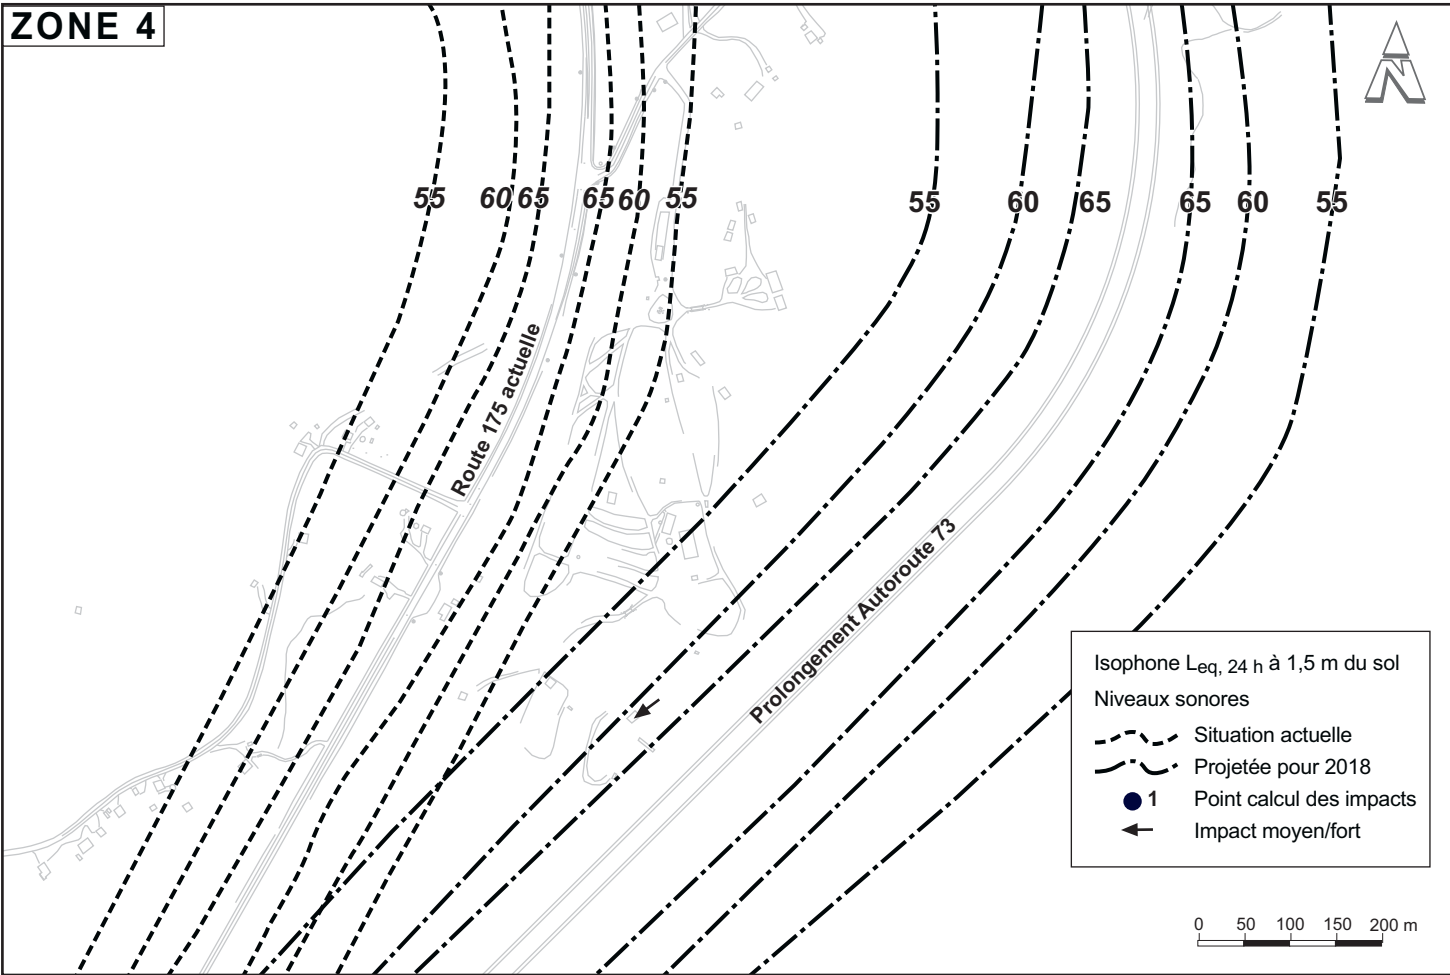 ZONE 4
N
55 60 65 65 60 55 55 60 65 65 60 55
Route 175 actuelle
Prolongement Autoroute 73
Isophone Leq, 24 h à 1,5 m du sol
Niveaux sonores
Situation actuelle
Projetée pour 2018
1 Point calcul des impacts
Impact moyen/fort
0 50 100 150 200 m